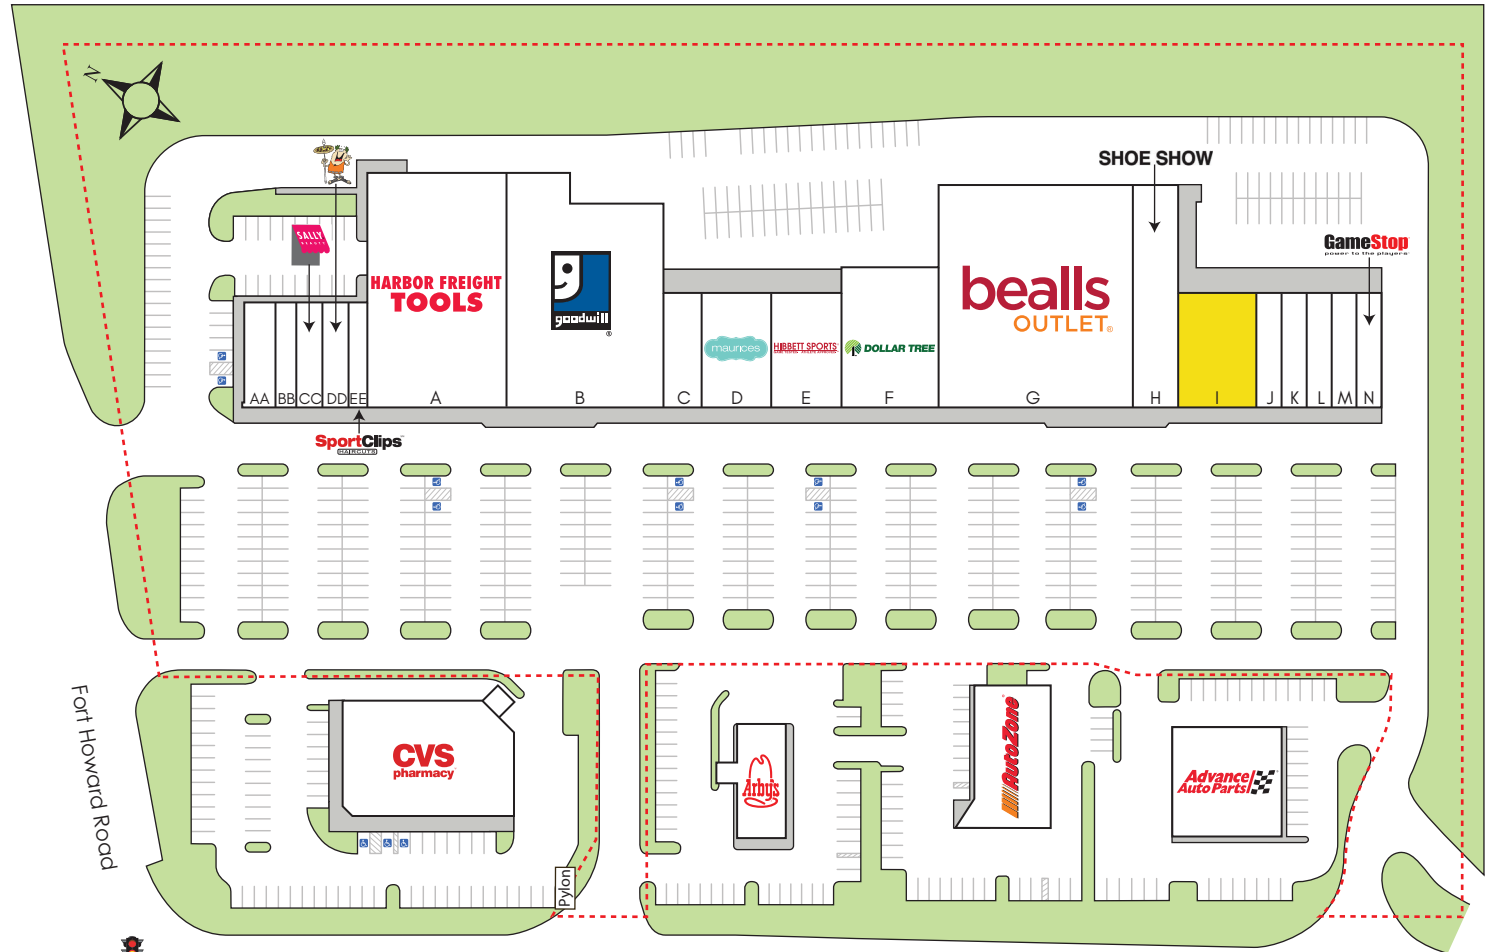 N
SHOE SHOW
SALLY
BEAUTY
GameStop
power to the players
HARBOR FREIGHT
TOOLS
goodwill
bealls
OUTLET
maurices
HIBBETT SPORTS
DOLLAR TREE
AA
BB
CC
DD
EE
A
B
C
D
E
F
G
H
I
J
K
L
M
N
SportClips
HAIRCUTS
Fort Howard Road
CVS
pharmacy
Arby's
AutoZone
Advance
Auto Parts
Pylon